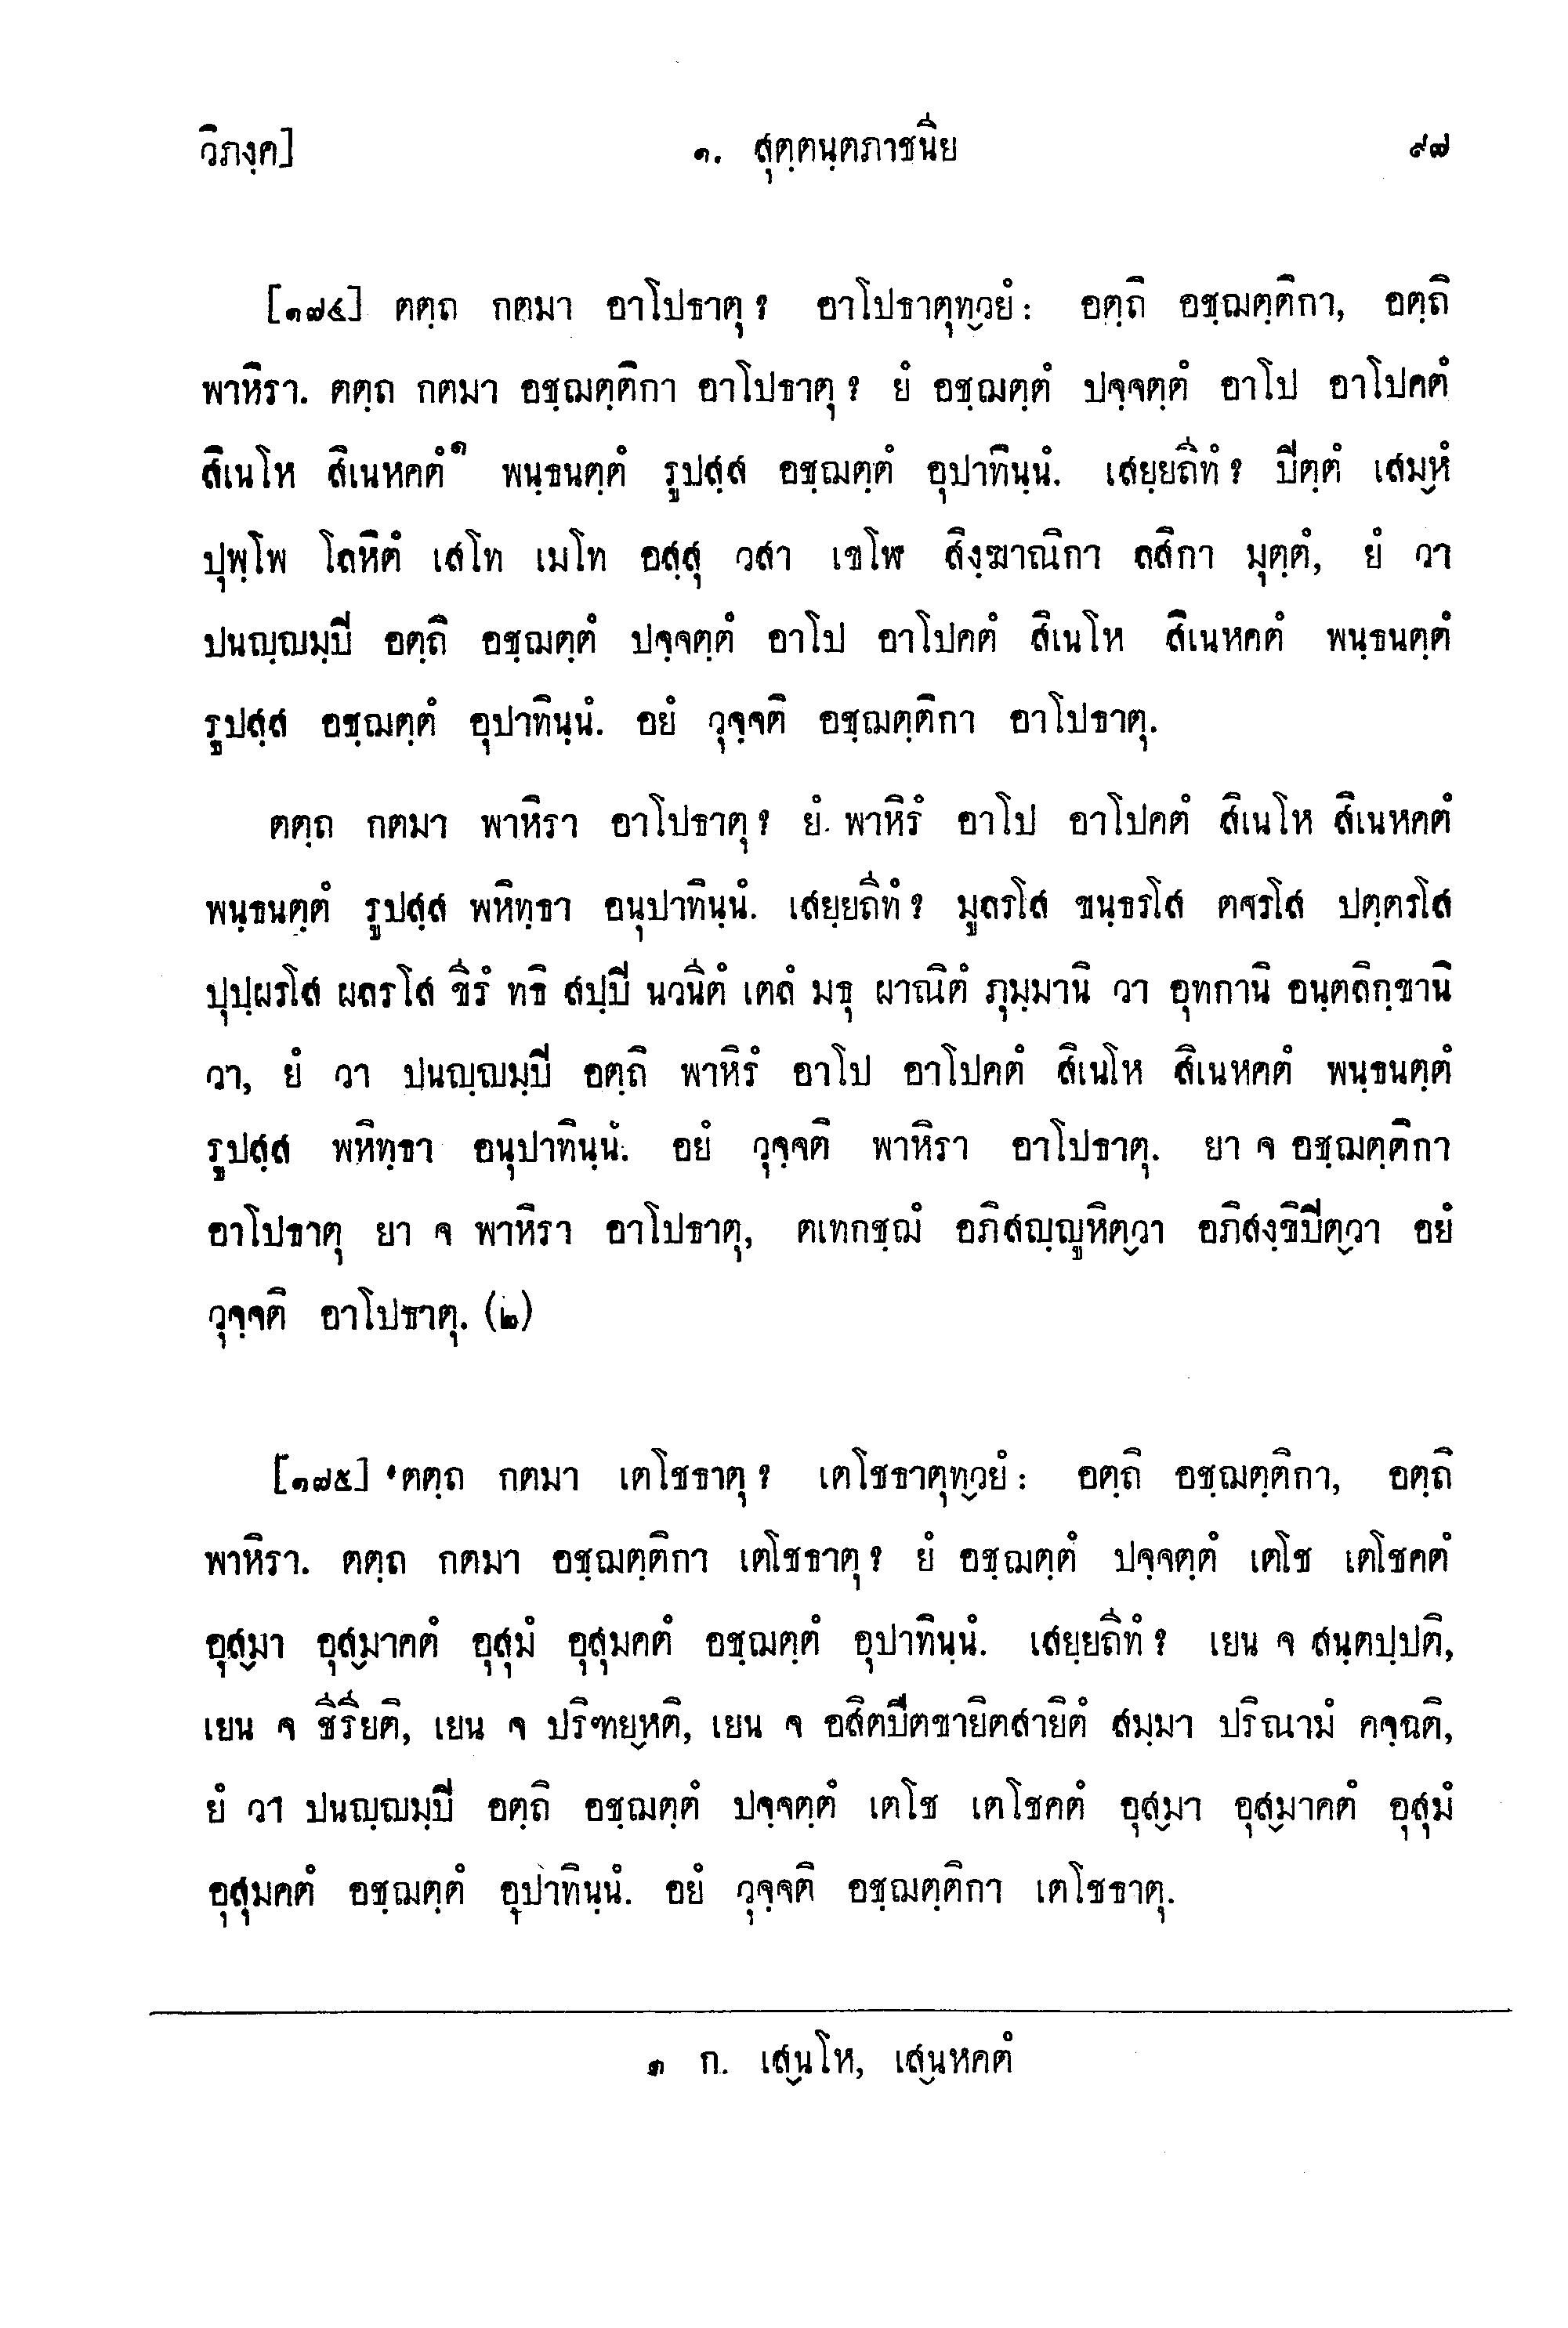 วิภงฺค]
๑. สุตฺตนฺตภาชนีย
๙๗
[๑๗๔] ตตฺถ กตมา อาโปธาตุ ? อาโปธาตุทฺวยํ : อตฺถิ อชฺฌตฺติกา, อตฺถิ
พาหิรา. ตตฺถ กตมา อชฺฌตฺติกา อาโปธาตุ ? ยํ อชฺฌตฺตํ ปจฺจตฺตํ อาโป อาโปคตํ
สิเนโห สิเนหคตํ ๑ พนฺธนตฺตํ รูปสฺส อชฺฌตฺตํ อุปาทินฺนํ. เสยฺยถีทํ ? ปิตฺตํ เสมฺหํ
ปุพฺโพ โลหิตํ เสโท เมโท อสฺสุ วสา เขโฬ สิงฺฆาณิกา ลสิกา มุตฺตํ, ยํ วา
ปนญฺญมฺปิ อตฺถิ อชฺฌตฺตํ ปจฺจตฺตํ อาโป อาโปคตํ สิเนโห สิเนหคตํ พนฺธนตฺตํ
รูปสฺส อชฺฌตฺตํ อุปาทินฺนํ. อยํ วุจฺจติ อชฺฌตฺติกา อาโปธาตุ.
ตตฺถ กตมา พาหิรา อาโปธาตุ ? ยํ พาหิรํ อาโป อาโปคตํ สิเนโห สิเนหคตํ
พนฺธนตฺตํ รูปสฺส พหิทฺธา อนุปาทินฺนํ. เสยฺยถีทํ ? มูลรโส ขนฺธรโส ตจรโส ปตฺตรโส
ปุปฺผรโส ผลรโส ขีรํ ทธิ สปฺปิ นวนีตํ เตลํ มธุ ผาณิตํ ภุมฺมานิ วา อุทกานิ อนฺตลิกฺขานิ
วา, ยํ วา ปนญฺญมฺปิ อตฺถิ พาหิรํ อาโป อาโปคตํ สิเนโห สิเนหคตํ พนฺธนตฺตํ
รูปสฺส พหิทฺธา อนุปาทินฺนํ. อยํ วุจฺจติ พาหิรา อาโปธาตุ. ยา จ อชฺฌตฺติกา
อาโปธาตุ ยา จ พาหิรา อาโปธาตุ, ตเทกชฺฌํ อภิสญฺญูหิตฺวา อภิสงฺขิปิตฺวา อยํ
วุจฺจติ อาโปธาตุ. (๒)
[๑๗๕] ตตฺถ กตมา เตโชธาตุ ? เตโชธาตุทฺวยํ : อตฺถิ อชฺฌตฺติกา, อตฺถิ
พาหิรา. ตตฺถ กตมา อชฺฌตฺติกา เตโชธาตุ ? ยํ อชฺฌตฺตํ ปจฺจตฺตํ เตโช เตโชคตํ
อุสฺมา อุสฺมาคตํ อุสุมํ อุสุมคตํ อชฺฌตฺตํ อุปาทินฺนํ. เสยฺยถีทํ ? เยน จ สนฺตปฺปติ,
เยน จ ชีรียติ, เยน จ ปริฑยฺหติ, เยน จ อสิตปีตขายิตสายิตํ สมฺมา ปริณามํ คจฺฉติ,
ยํ วา ปนญฺญมฺปิ อตฺถิ อชฺฌตฺตํ ปจฺจตฺตํ เตโช เตโชคตํ อุสฺมา อุสฺมาคตํ อุสุมํ
อุสุมคตํ อชฺฌตฺตํ อุปาทินฺนํ. อยํ วุจฺจติ อชฺฌตฺติกา เตโชธาตุ.
๑ ก. เสฺนโห, เสฺนหคตํ